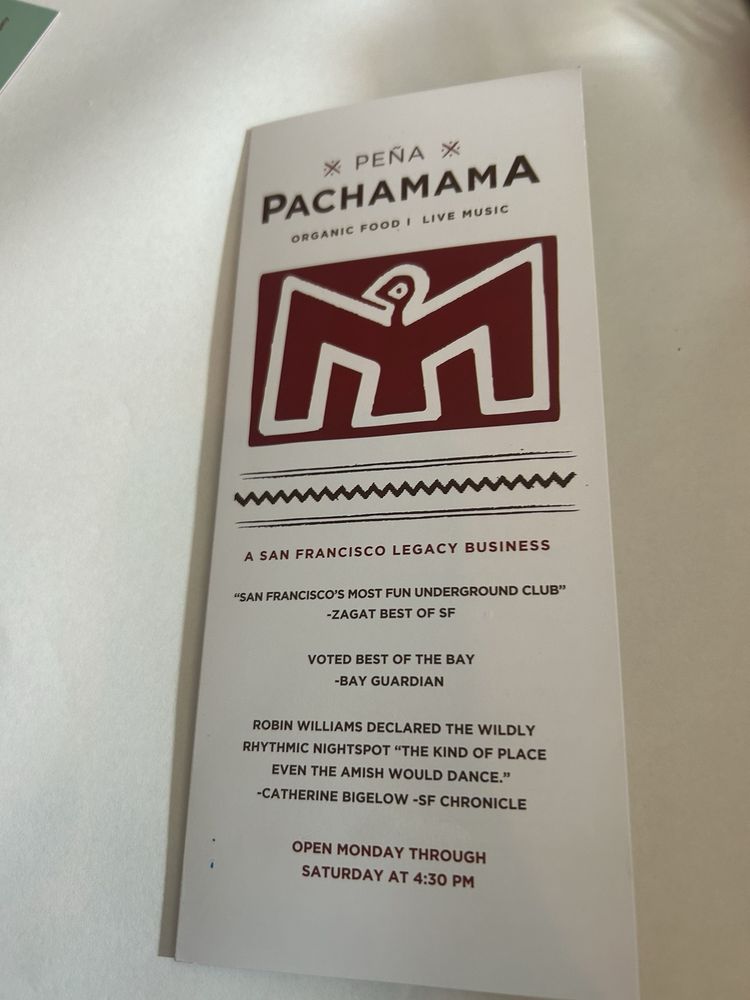 PEÑA
PACHAMAMA
ORGANIC FOOD I LIVE MUSIC
A SAN FRANCISCO LEGACY BUSINESS
“SAN FRANCISCO’S MOST FUN UNDERGROUND CLUB”
-ZAGAT BEST OF SF
VOTED BEST OF THE BAY
-BAY GUARDIAN
ROBIN WILLIAMS DECLARED THE WILDLY
RHYTHMIC NIGHTSPOT “THE KIND OF PLACE
EVEN THE AMISH WOULD DANCE.”
-CATHERINE BIGELOW -SF CHRONICLE
OPEN MONDAY THROUGH
SATURDAY AT 4:30 PM